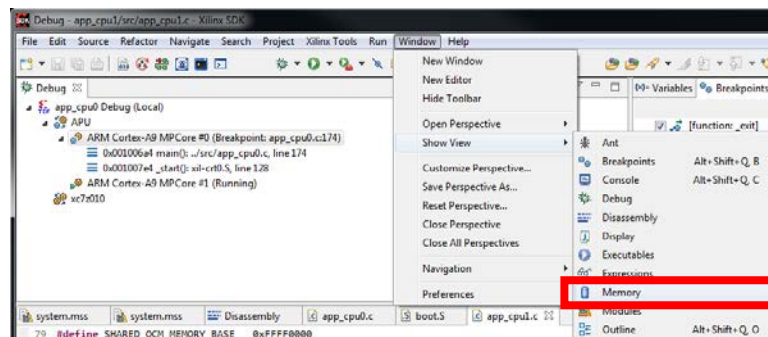 Debug - app_cpu1/src/app_cpu1.c - Xilinx SDK
File Edit Source Refactor Navigate Search Project Xilinx Tools Run Window Help
New Window
New Editor
Hide Toolbar
Open Perspective
Show View
Customize Perspective...
Save Perspective As...
Reset Perspective...
Close Perspective
Close All Perspectives
Navigation
Preferences
Debug
app_cpu0 Debug (Local)
APU
ARM Cortex-A9 MPCore #0 (Breakpoint: app_cpu0.c:174)
0x001006a4 main(): ../src/app_cpu0.c, line 174
0x001007e4 _start(): xil-crt0.S, line 128
ARM Cortex-A9 MPCore #1 (Running)
xc7z010
Variables Breakpoints
[function: _exit]
Ant
Breakpoints Alt+Shift+Q, B
Console Alt+Shift+Q, C
Debug
Disassembly
Display
Executables
Expressions
Memory
Modules
Outline Alt+Shift+Q, O
system.mss system.mss Disassembly app_cpu0.c boot.S app_cpu1.c
79 #define SHARED_OCM_MEMORY_BASE 0xFFFF0000